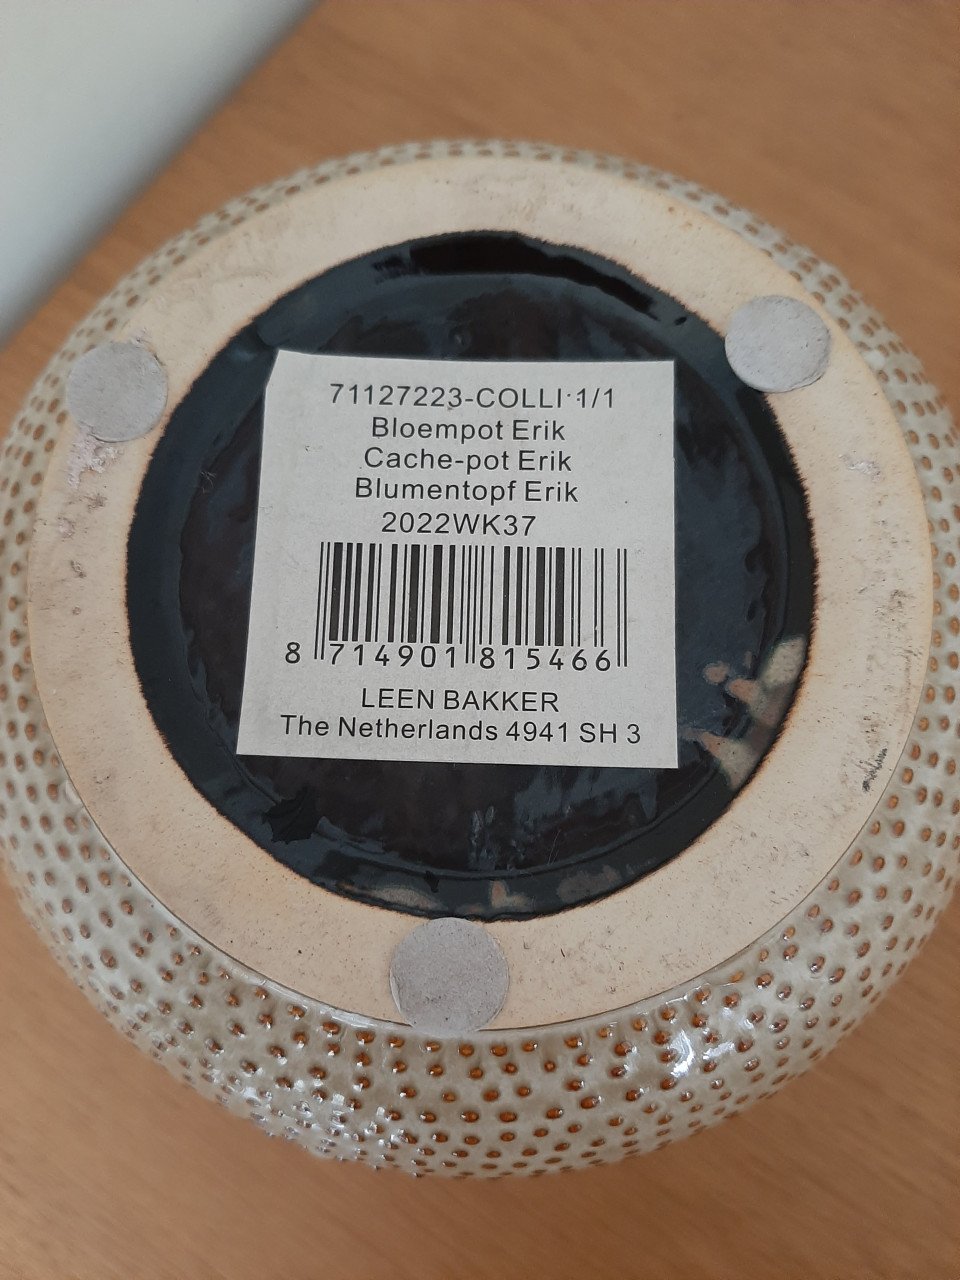 71127223-COLLI 1/1
Bloempot Erik
Cache-pot Erik
Blumentopf Erik
2022WK37
8 714901 815466
LEEN BAKKER
The Netherlands 4941 SH 3